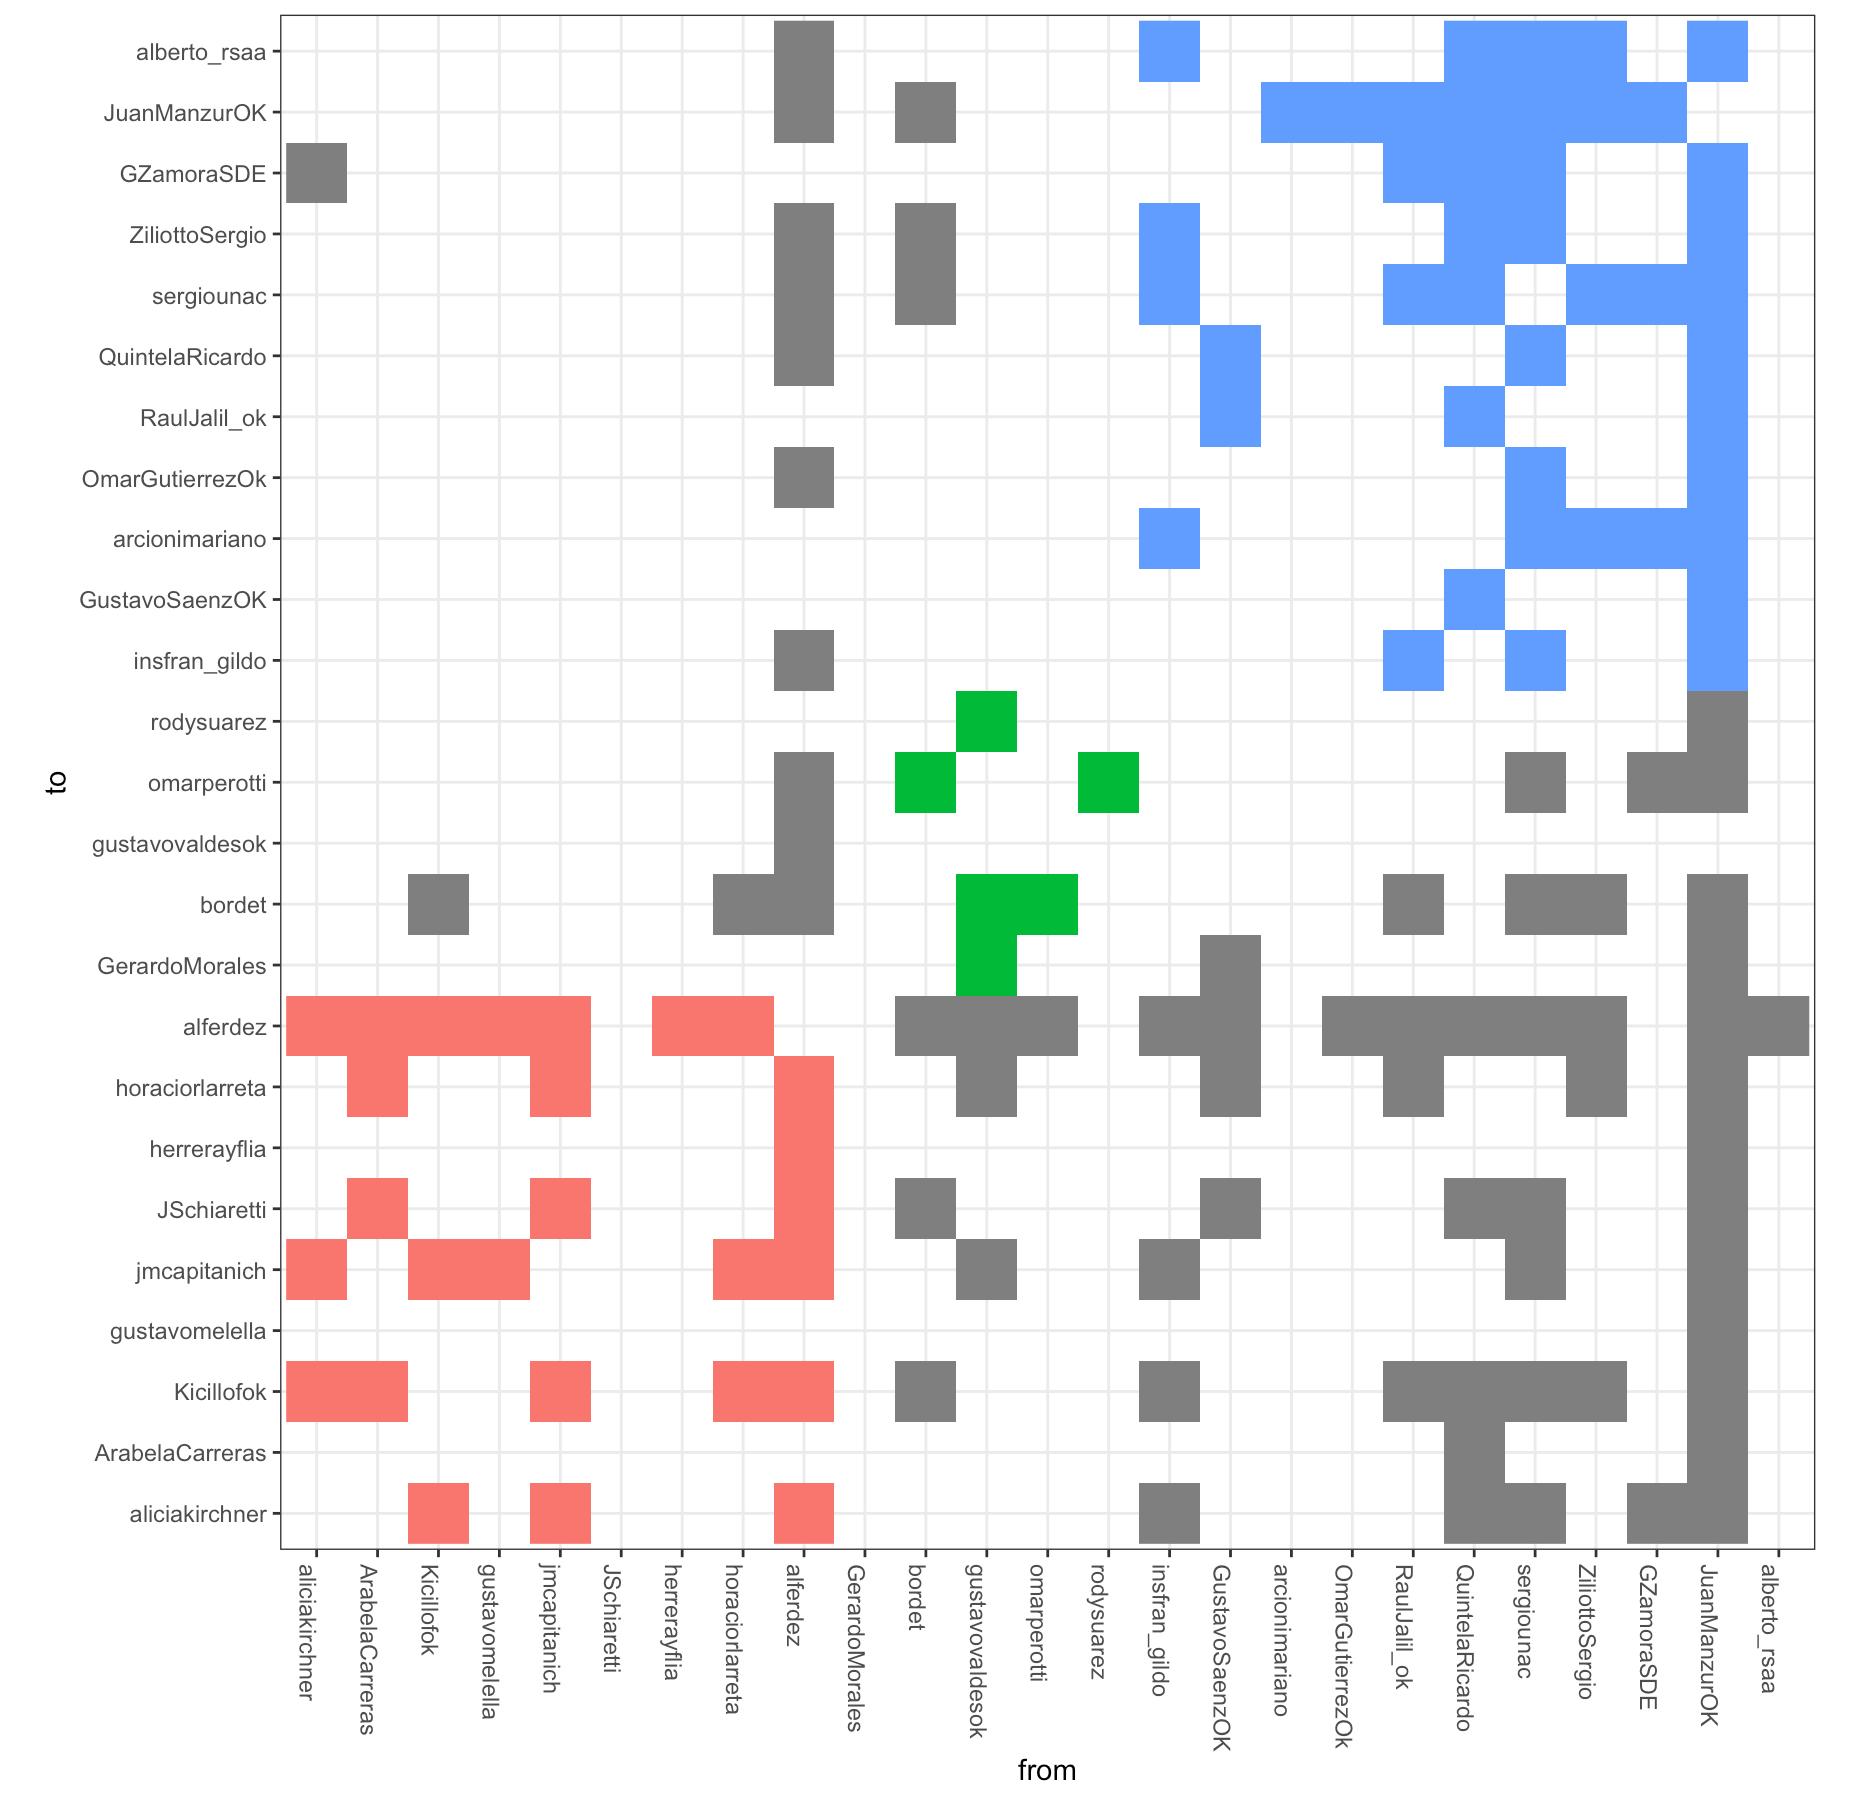 alberto_rsaa
JuanManzurOK
GZamoraSDE
ZiliottoSergio
sergiounac
QuintelaRicardo
RaulJalil_ok
OmarGutierrezOk
arcionimariano
GustavoSaenzOK
insfran_gildo
rodysuarez
omarperotti
gustavovaldesok
bordet
GerardoMorales
alferdez
horaciorlarreta
herrerayflia
JSchiaretti
jmcapitanich
gustavomelella
Kicillofok
ArabelaCarreras
aliciakirchner
to
aliciakirchner
ArabelaCarreras
Kicillofok
gustavomelella
jmcapitanich
JSchiaretti
herrerayflia
horaciorlarreta
alferdez
GerardoMorales
bordet
gustavovaldesok
omarperotti
rodysuarez
insfran_gildo
GustavoSaenzOK
arcionimariano
OmarGutierrezOk
RaulJalil_ok
QuintelaRicardo
sergiounac
ZiliottoSergio
GZamoraSDE
JuanManzurOK
alberto_rsaa
from